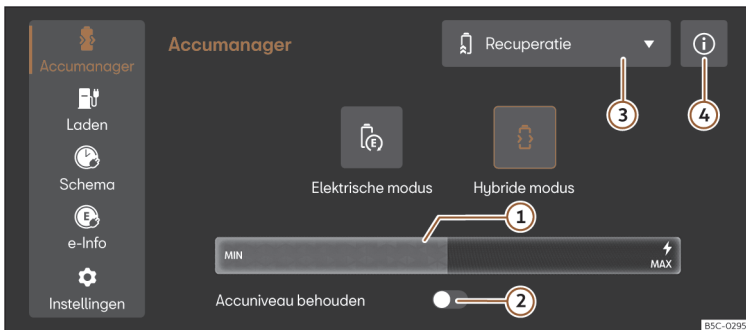 Accumanager
Laden
Schema
e-Info
Instellingen
Accumanager
Recuperatie
3
4
Elektrische modus
Hybride modus
1
MIN
MAX
Accuniveau behouden
2
B5C-0295